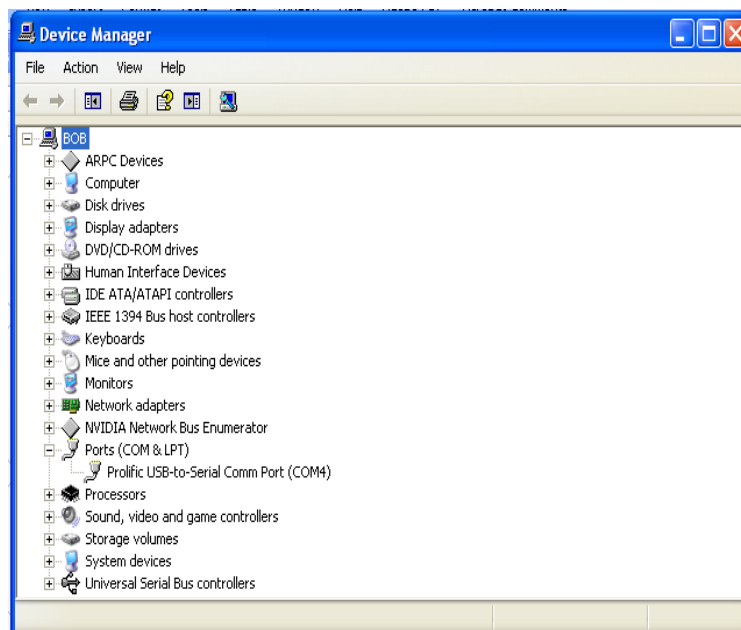 Device Manager
File Action View Help
BOB
ARPC Devices
Computer
Disk drives
Display adapters
DVD/CD-ROM drives
Human Interface Devices
IDE ATA/ATAPI controllers
IEEE 1394 Bus host controllers
Keyboards
Mice and other pointing devices
Monitors
Network adapters
NVIDIA Network Bus Enumerator
Ports (COM & LPT)
Prolific USB-to-Serial Comm Port (COM4)
Processors
Sound, video and game controllers
Storage volumes
System devices
Universal Serial Bus controllers